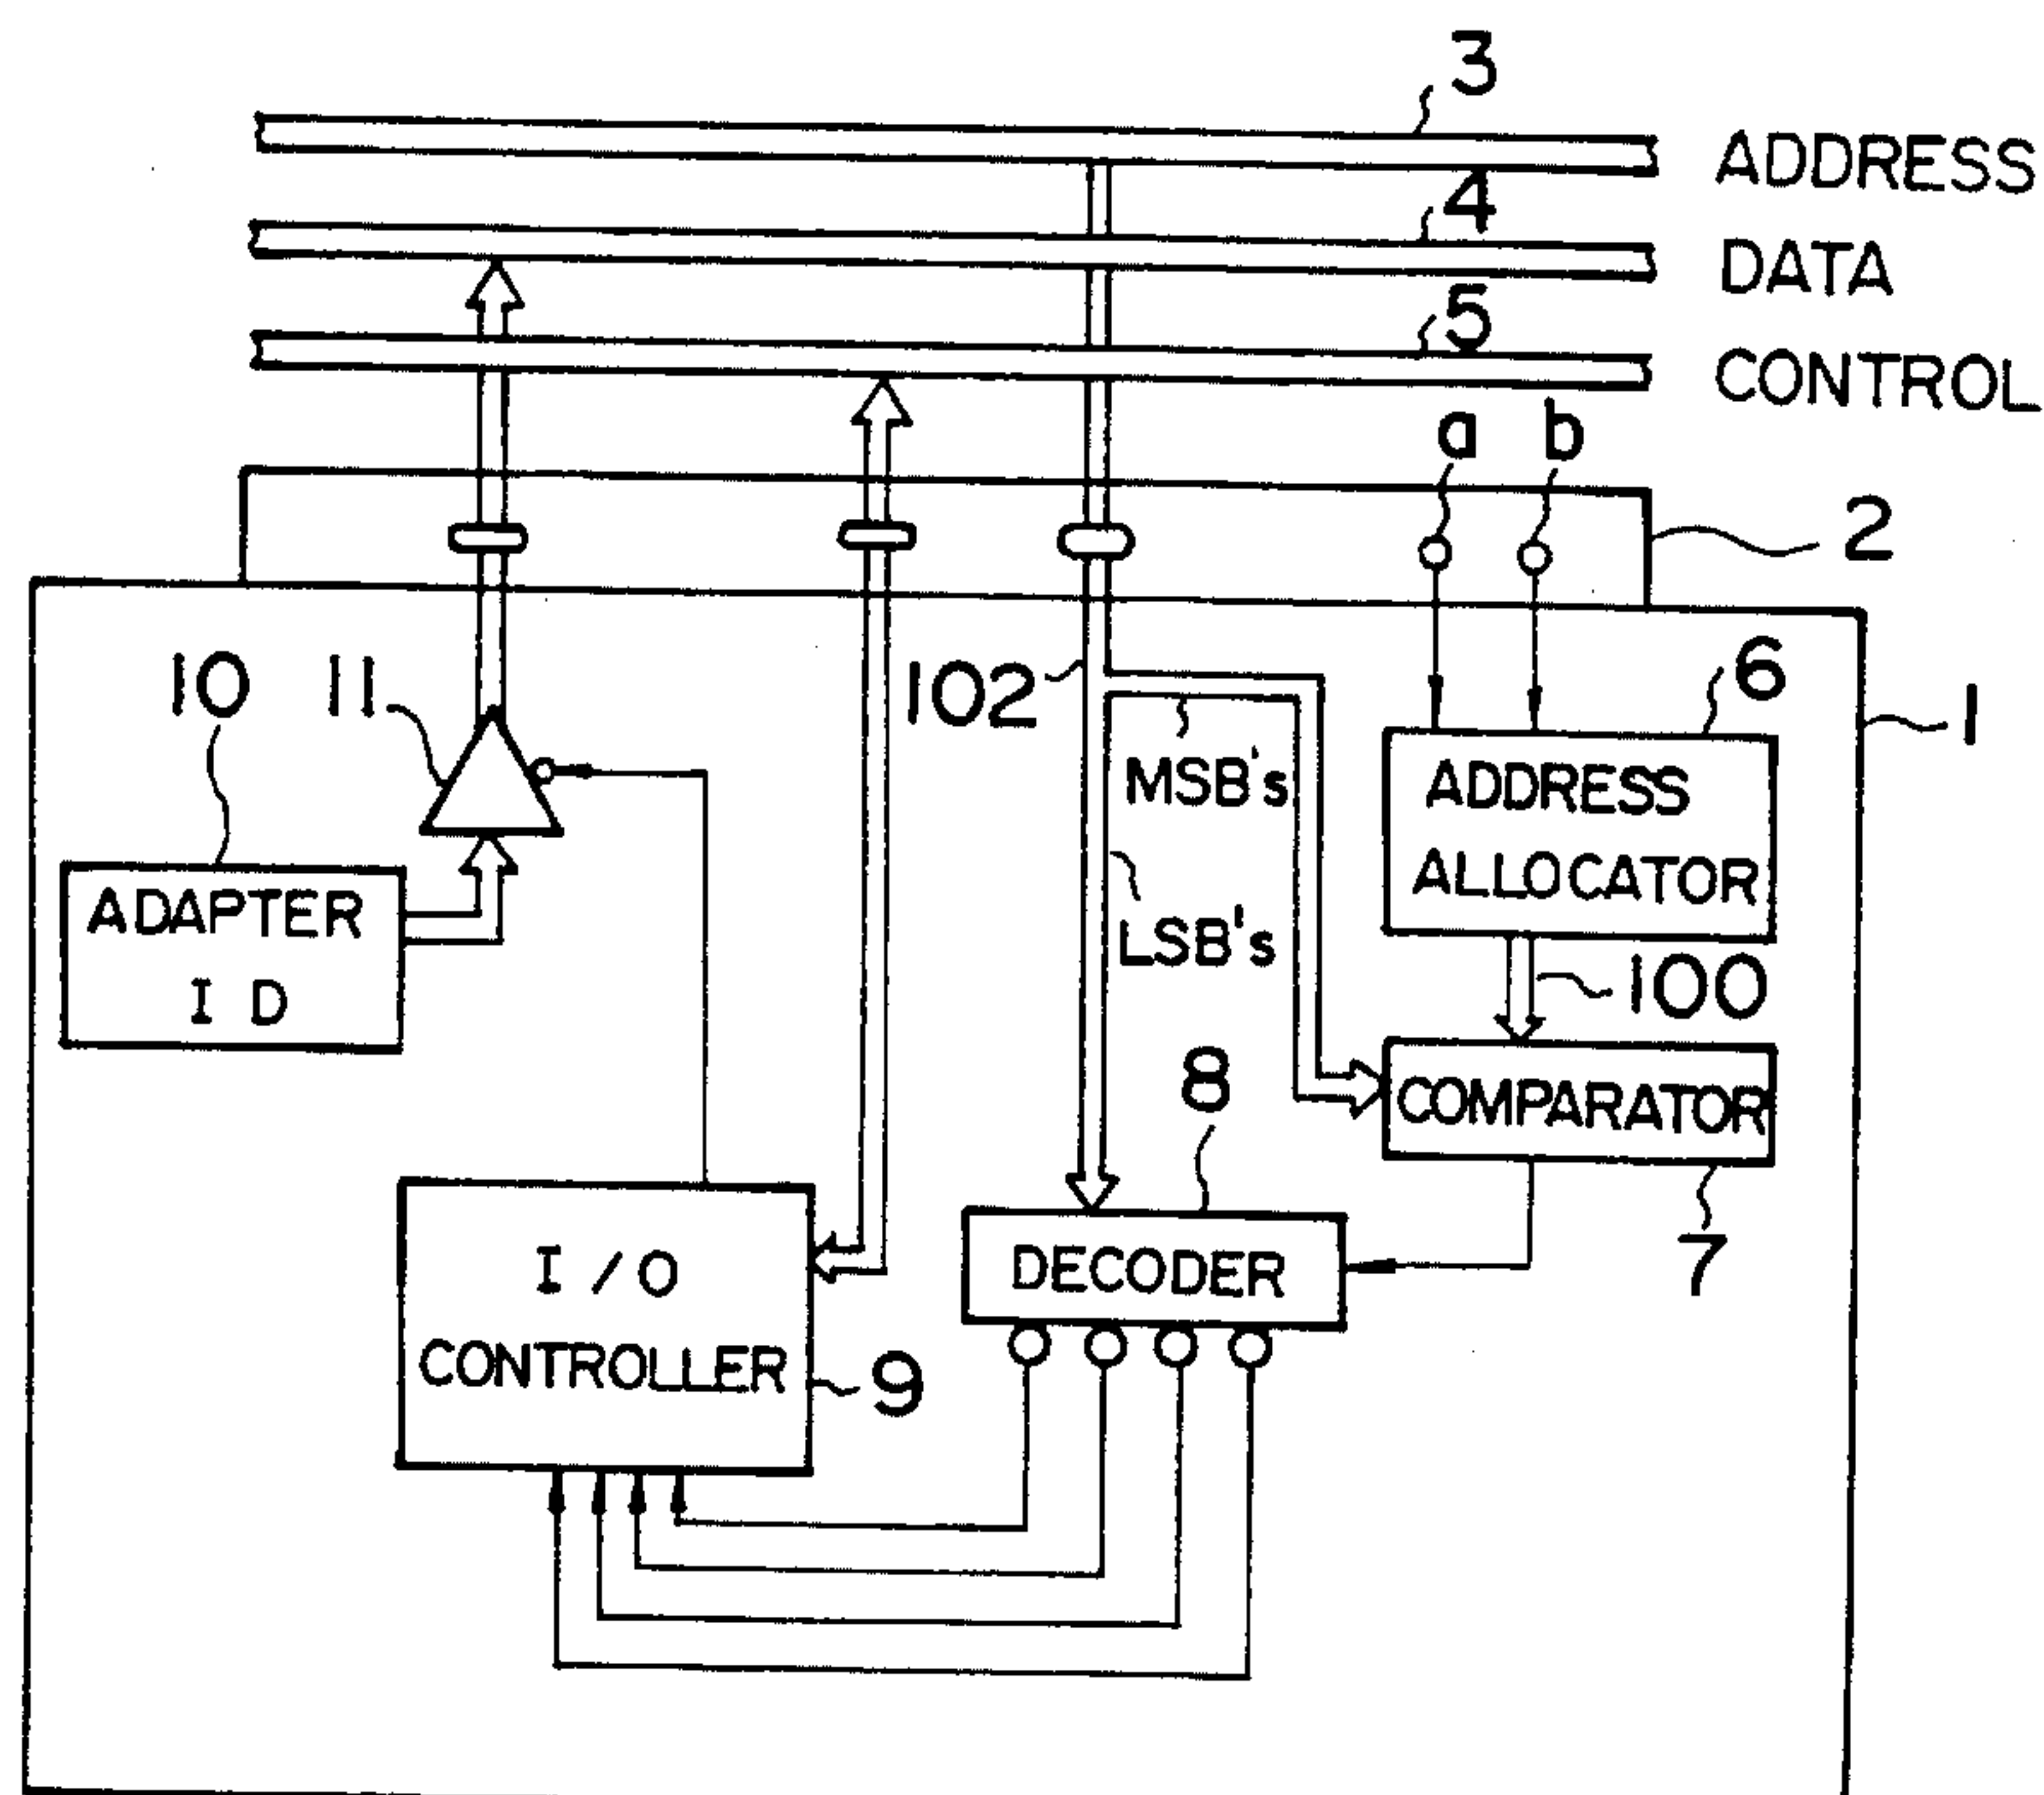 3
ADDRESS
4
DATA
5
CONTROL
a b
2
10 11
102
6
1
MSB's
ADDRESS
ALLOCATOR
ADAPTER
ID
LSB's
100
8
COMPARATOR
I/O
CONTROLLER
DECODER
7
9